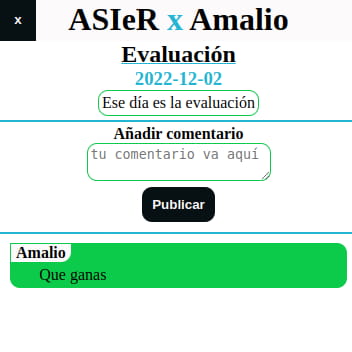 x
ASIeR x Amalio
Evaluación
2022-12-02
Ese día es la evaluación
Añadir comentario
tu comentario va aquí
Publicar
Amalio
Que ganas